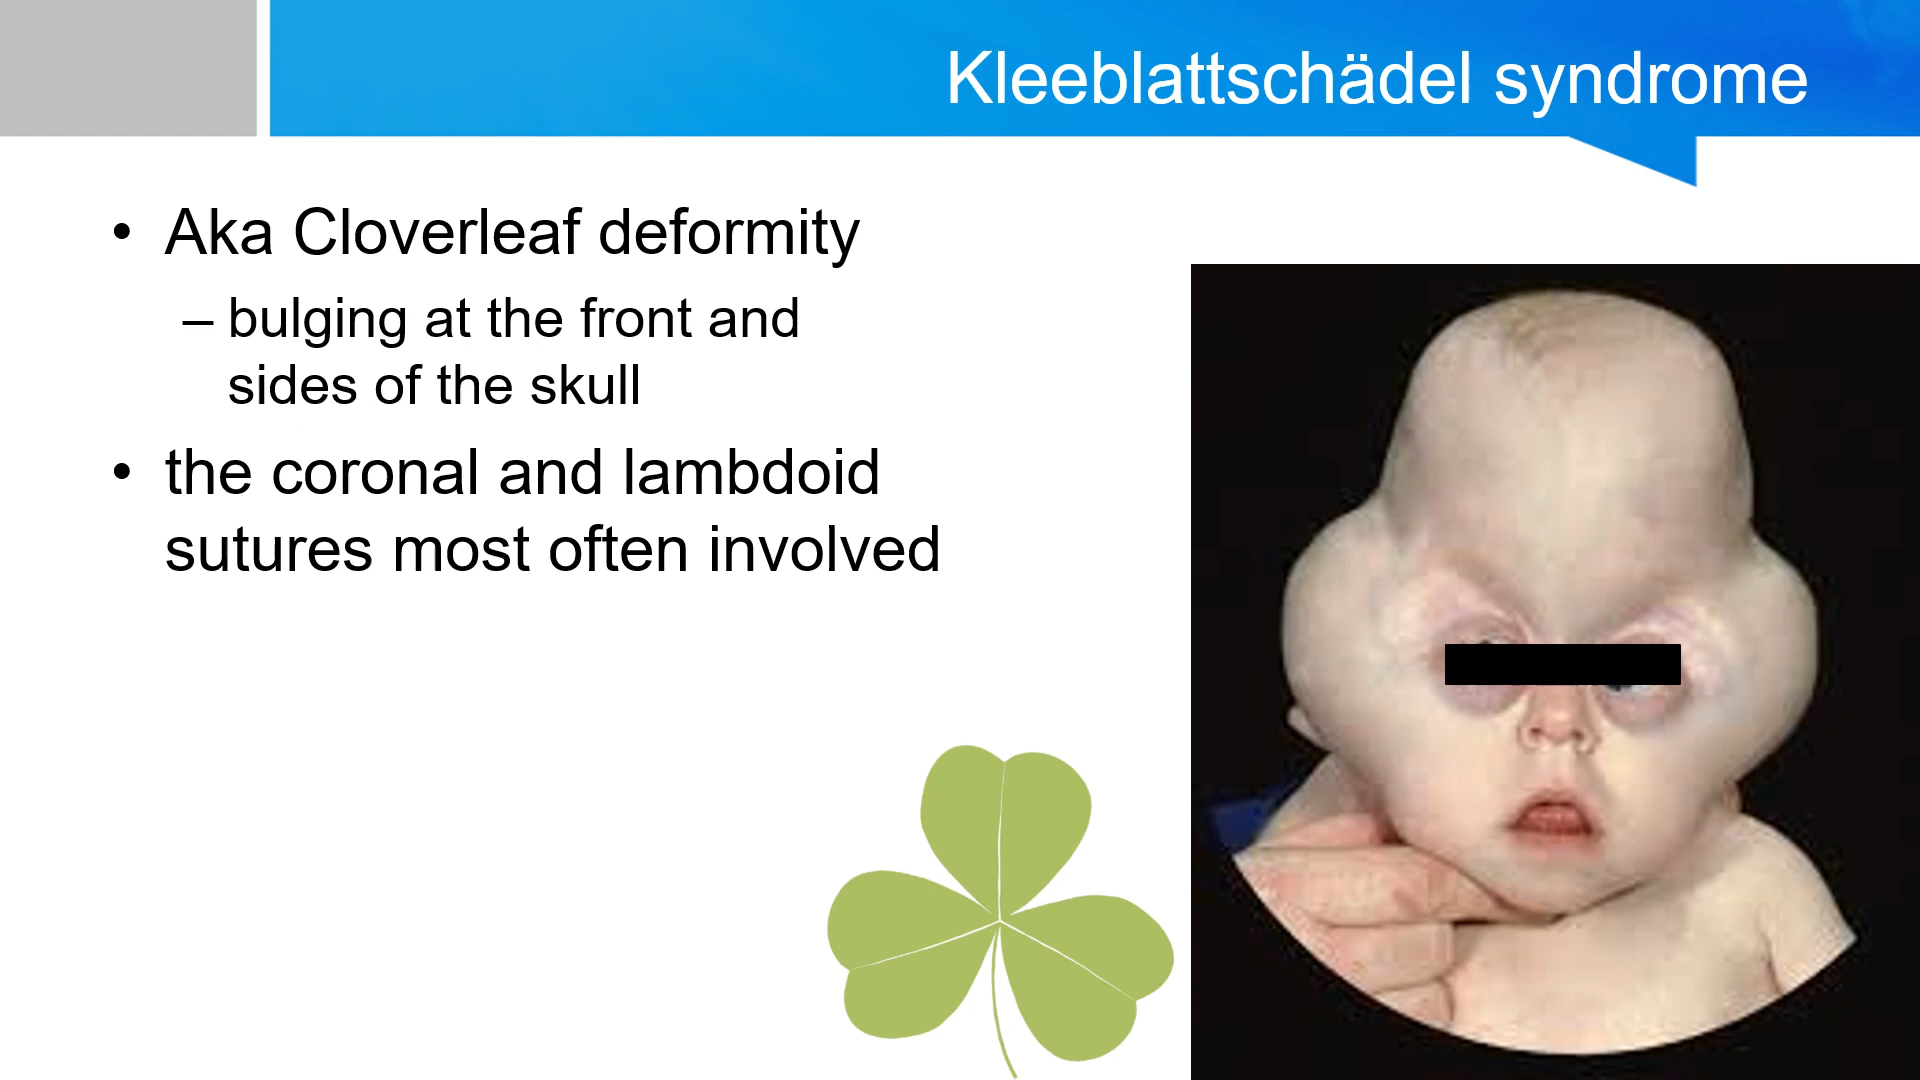 Kleeblattschädel syndrome
• Aka Cloverleaf deformity
– bulging at the front and
sides of the skull
• the coronal and lambdoid
sutures most often involved